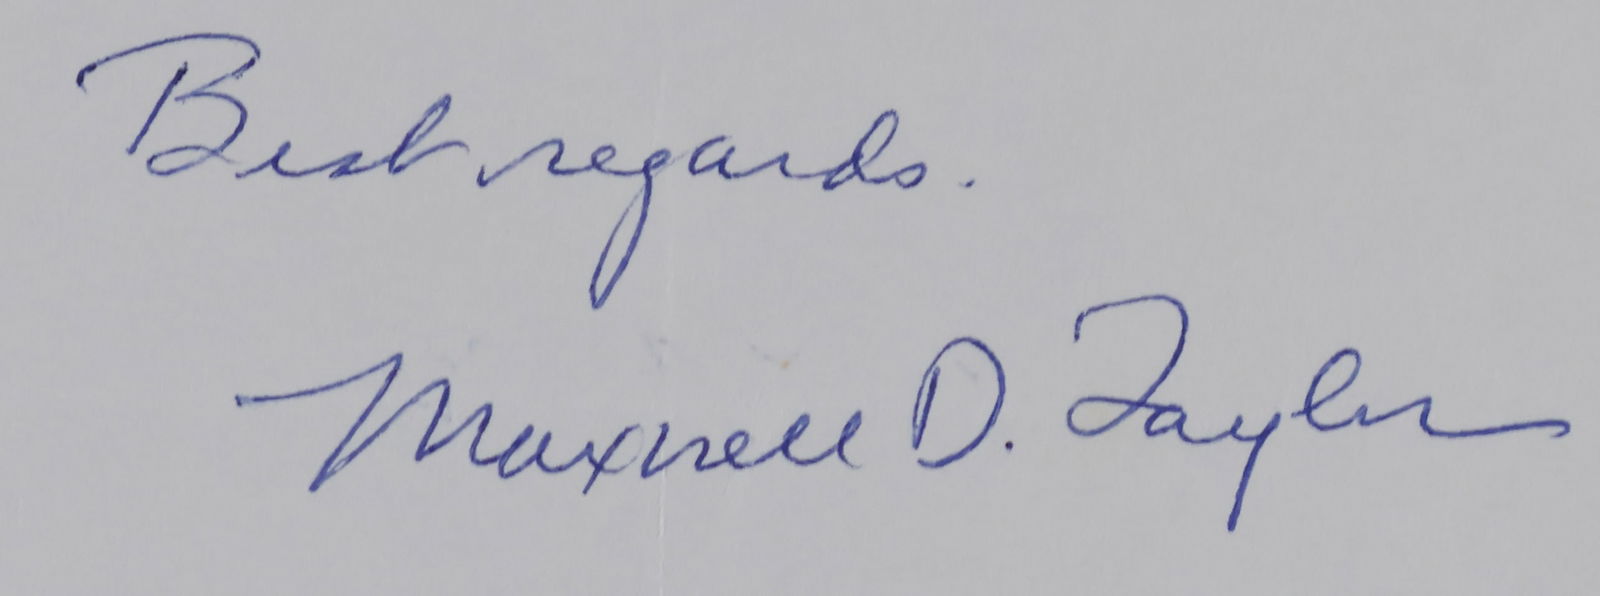 Best regards.
Maxwell D. Taylor